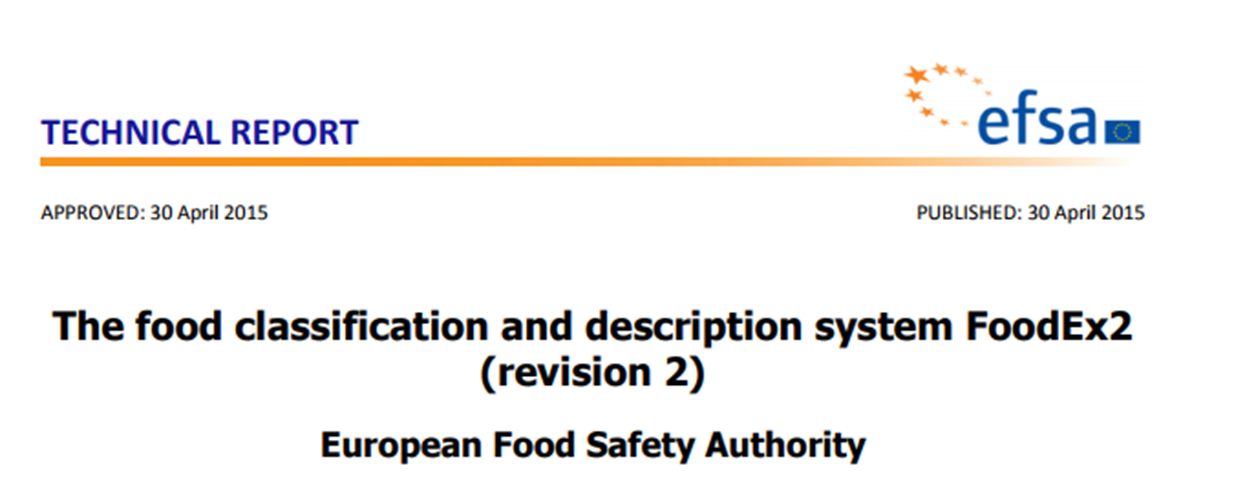 efsa
TECHNICAL REPORT
APPROVED: 30 April 2015
PUBLISHED: 30 April 2015
The food classification and description system FoodEx2
(revision 2)
European Food Safety Authority